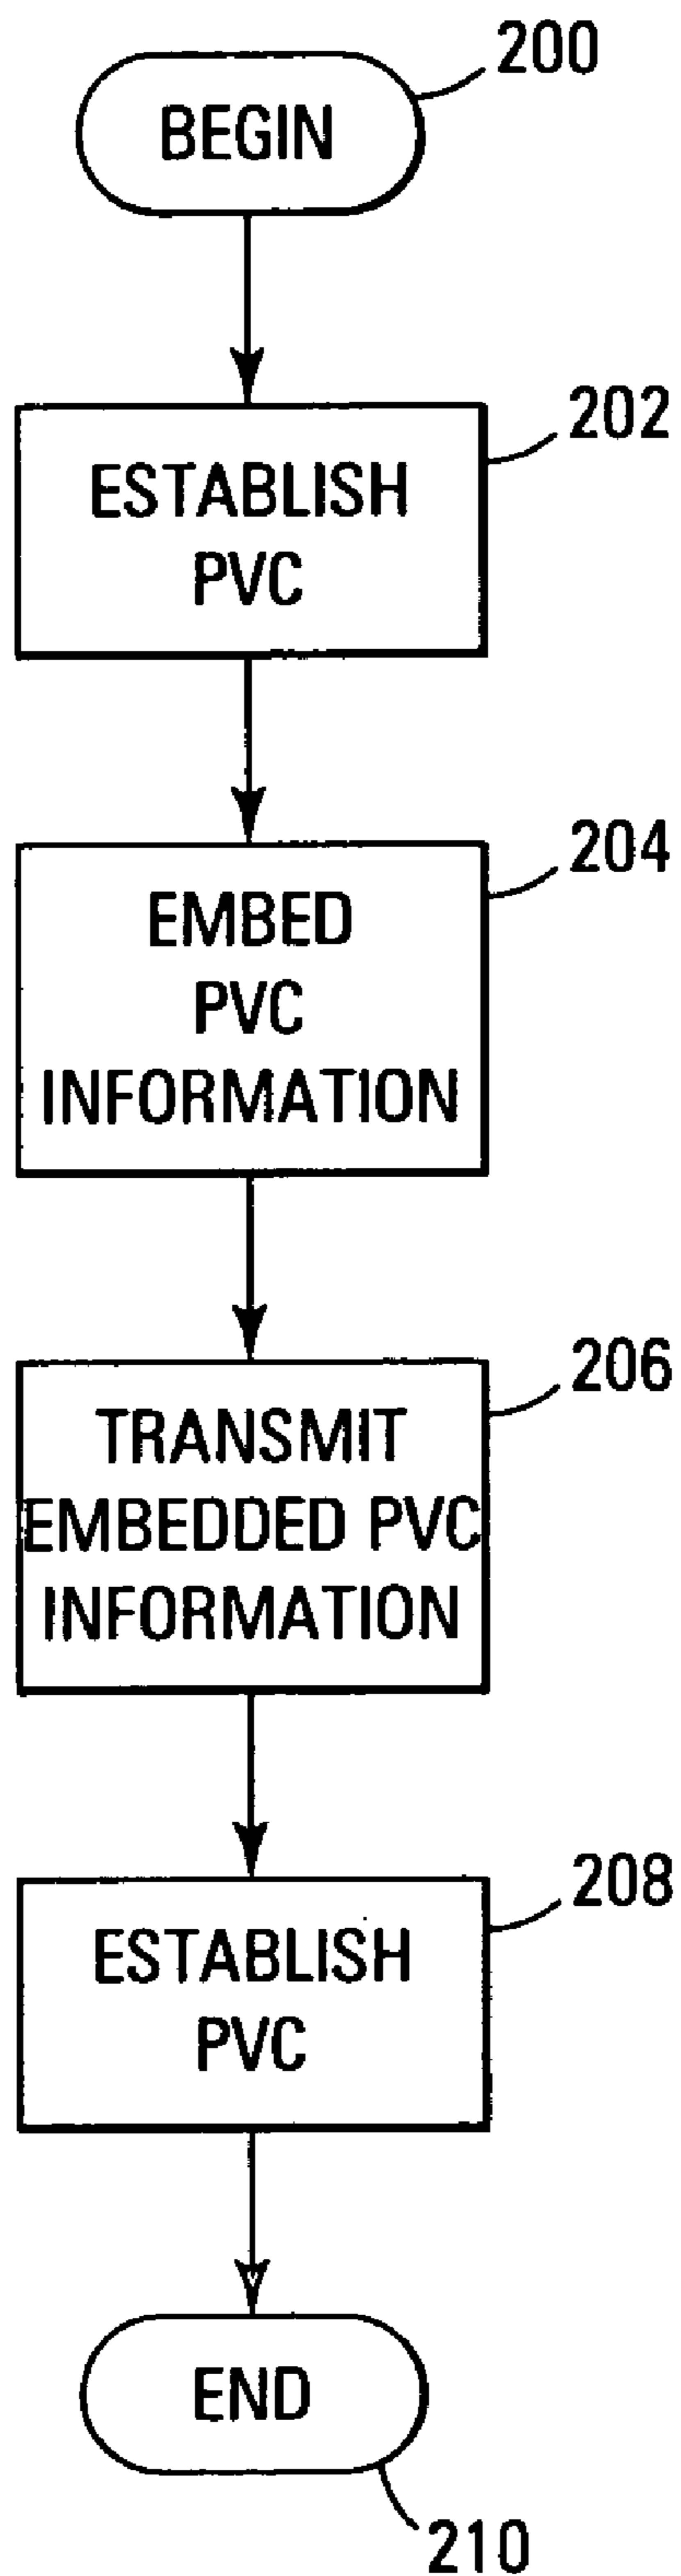 200
BEGIN
202
ESTABLISH
PVC
204
EMBED
PVC
INFORMATION
206
TRANSMIT
EMBEDDED PVC
INFORMATION
208
ESTABLISH
PVC
END
210